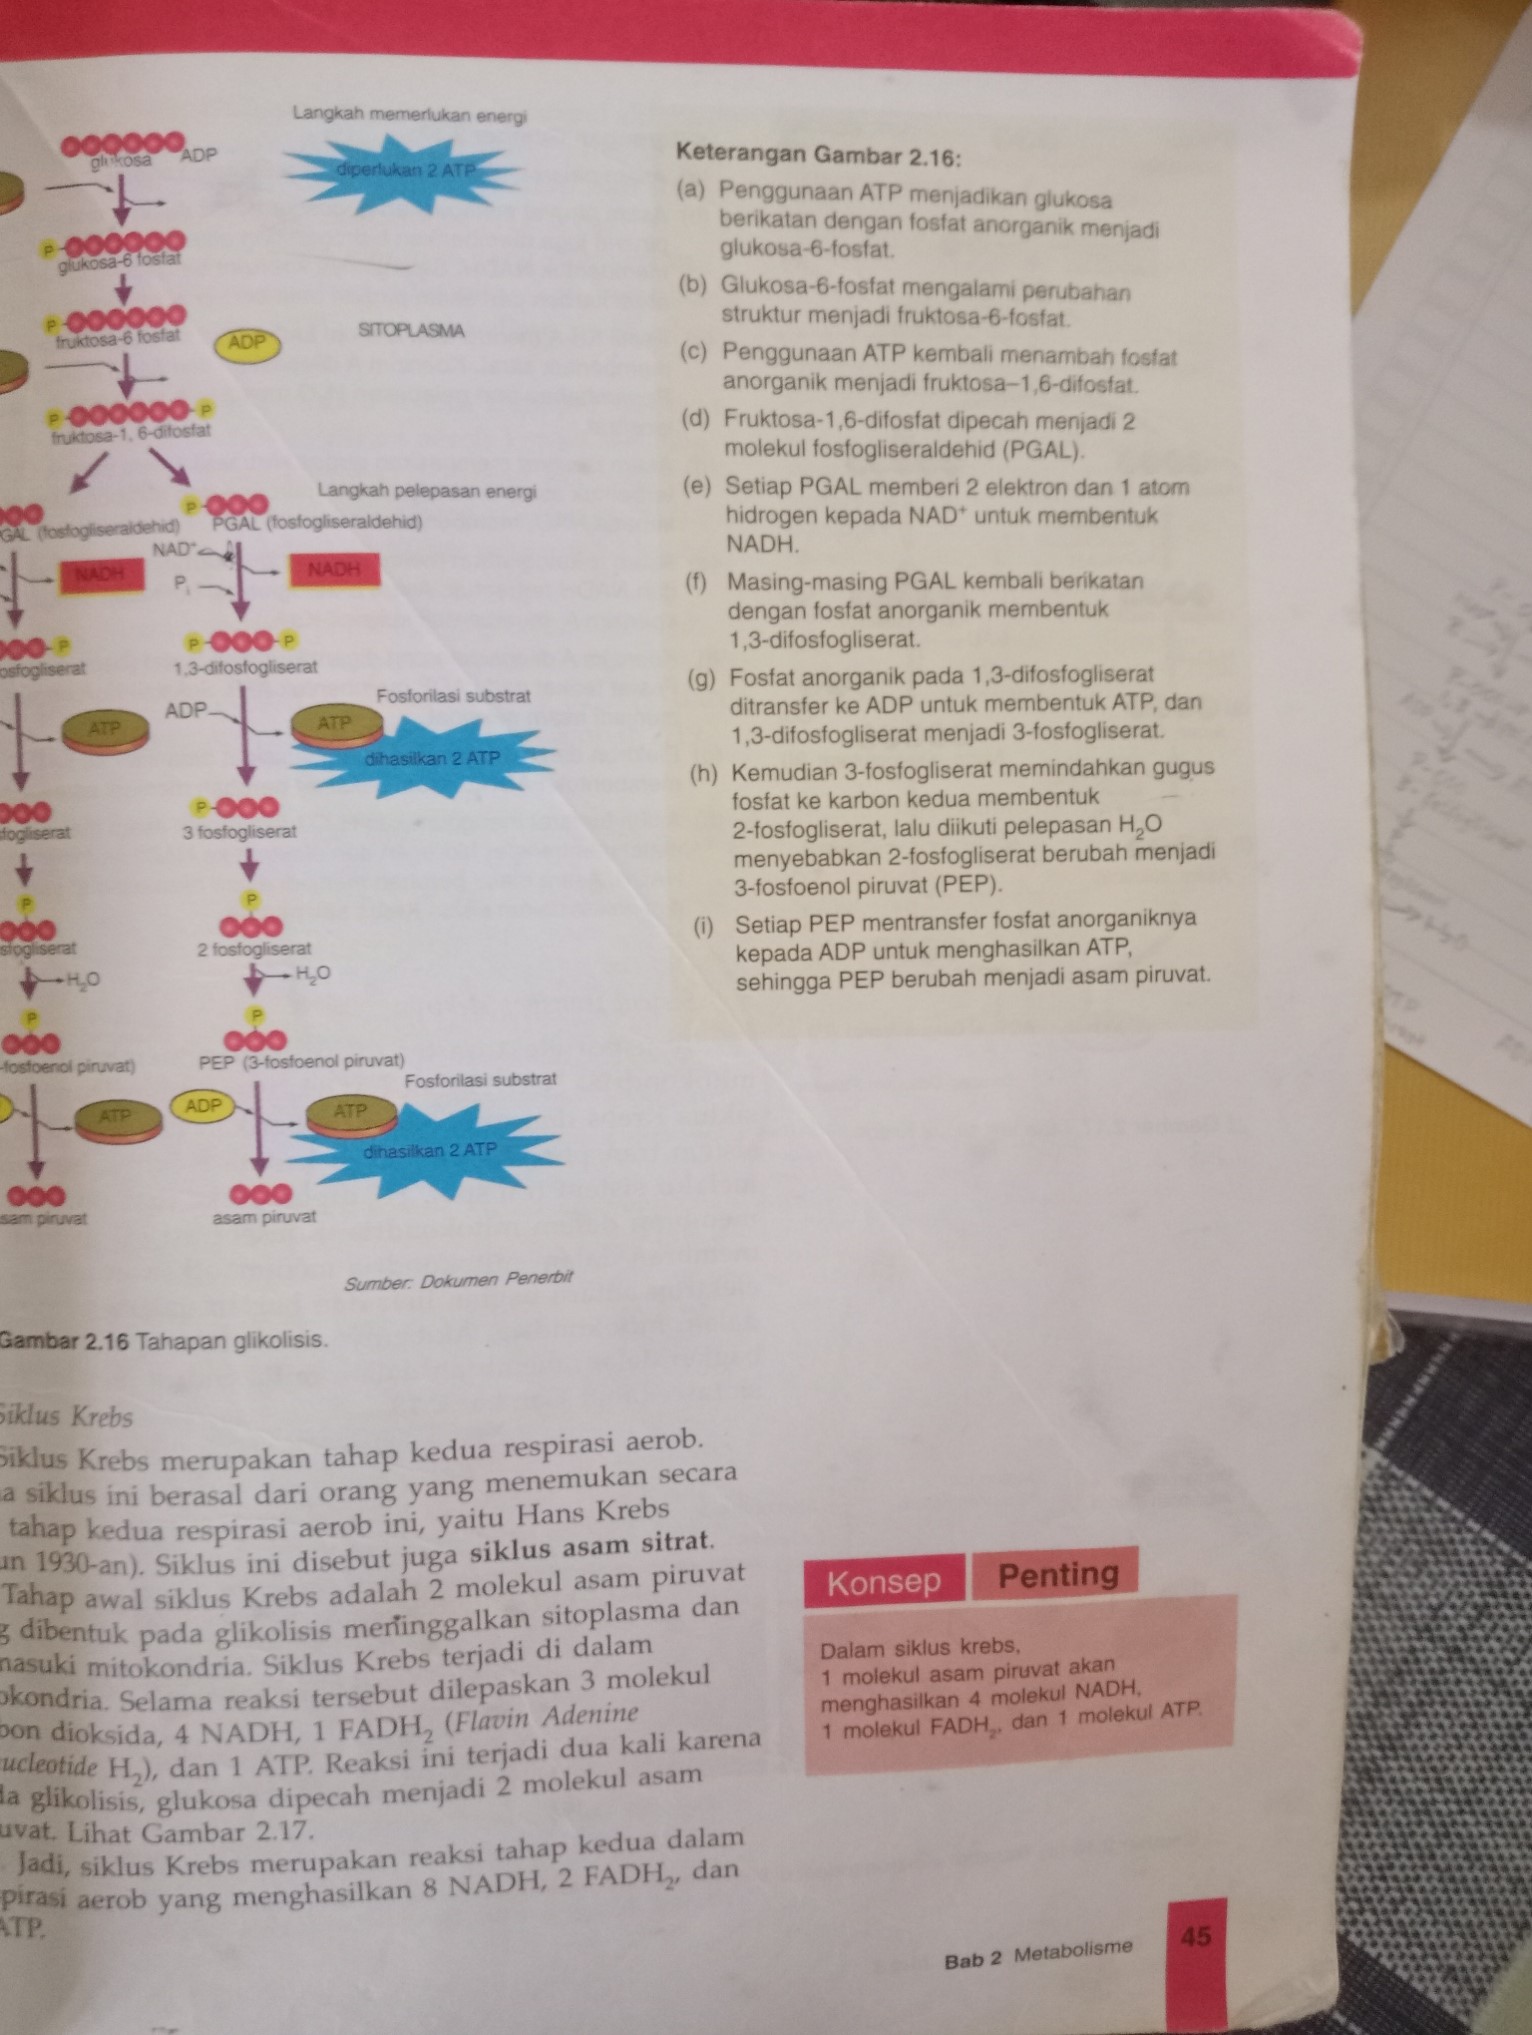 Langkah memerlukan energi
glukosa
ADP
diperlukan 2 ATP
P
glukosa-6 fosfat
P
fruktosa-6 fosfat
ADP
SITOPLASMA
P
P
fruktosa-1, 6-difosfat
Langkah pelepasan energi
P
GAL (fosfogliseraldehid)
PGAL (fosfogliseraldehid)
NAD⁺
NADH
NADH
Pi
P
P
P
osfogliserat
1,3-difosfogliserat
Fosforilasi substrat
ADP
ATP
ATP
dihasilkan 2 ATP
P
fogliserat
3 fosfogliserat
P
P
sfogliserat
2 fosfogliserat
H₂O
H₂O
P
P
-fosfoenol piruvat)
PEP (3-fosfoenol piruvat)
Fosforilasi substrat
ATP
ADP
ATP
dihasilkan 2 ATP
sam piruvat
asam piruvat
Sumber: Dokumen Penerbit
Gambar 2.16 Tahapan glikolisis.
Keterangan Gambar 2.16:
(a) Penggunaan ATP menjadikan glukosa
berikatan dengan fosfat anorganik menjadi
glukosa-6-fosfat.
(b) Glukosa-6-fosfat mengalami perubahan
struktur menjadi fruktosa-6-fosfat.
(c) Penggunaan ATP kembali menambah fosfat
anorganik menjadi fruktosa–1,6-difosfat.
(d) Fruktosa-1,6-difosfat dipecah menjadi 2
molekul fosfogliseraldehid (PGAL).
(e) Setiap PGAL memberi 2 elektron dan 1 atom
hidrogen kepada NAD⁺ untuk membentuk
NADH.
(f) Masing-masing PGAL kembali berikatan
dengan fosfat anorganik membentuk
1,3-difosfogliserat.
(g) Fosfat anorganik pada 1,3-difosfogliserat
ditransfer ke ADP untuk membentuk ATP, dan
1,3-difosfogliserat menjadi 3-fosfogliserat.
(h) Kemudian 3-fosfogliserat memindahkan gugus
fosfat ke karbon kedua membentuk
2-fosfogliserat, lalu diikuti pelepasan H₂O
menyebabkan 2-fosfogliserat berubah menjadi
3-fosfoenol piruvat (PEP).
(i) Setiap PEP mentransfer fosfat anorganiknya
kepada ADP untuk menghasilkan ATP,
sehingga PEP berubah menjadi asam piruvat.
Siklus Krebs
Siklus Krebs merupakan tahap kedua respirasi aerob.
a siklus ini berasal dari orang yang menemukan secara
tahap kedua respirasi aerob ini, yaitu Hans Krebs
un 1930-an). Siklus ini disebut juga siklus asam sitrat.
Tahap awal siklus Krebs adalah 2 molekul asam piruvat
g dibentuk pada glikolisis meninggalkan sitoplasma dan
masuki mitokondria. Siklus Krebs terjadi di dalam
okondria. Selama reaksi tersebut dilepaskan 3 molekul
bon dioksida, 4 NADH, 1 FADH₂ (Flavin Adenine
ucleotide H₂), dan 1 ATP. Reaksi ini terjadi dua kali karena
da glikolisis, glukosa dipecah menjadi 2 molekul asam
uvat. Lihat Gambar 2.17.
Jadi, siklus Krebs merupakan reaksi tahap kedua dalam
pirasi aerob yang menghasilkan 8 NADH, 2 FADH₂, dan
ATP.
Konsep Penting
Dalam siklus krebs,
1 molekul asam piruvat akan
menghasilkan 4 molekul NADH,
1 molekul FADH₂, dan 1 molekul ATP.
Bab 2 Metabolisme 45